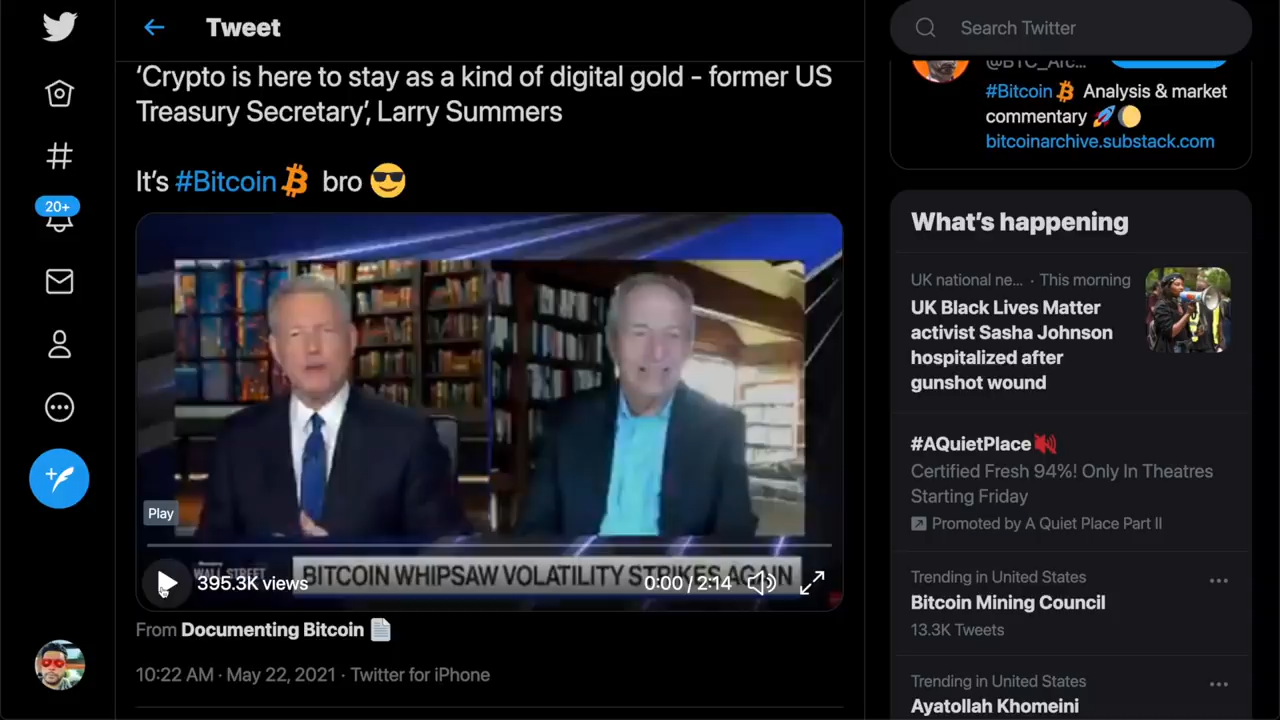 Tweet
Search Twitter
'Crypto is here to stay as a kind of digital gold - former US
Treasury Secretary', Larry Summers
It's #Bitcoin bro 😎
20+
Play
WALL STREET
BITCOIN WHIPSAW VOLATILITY STRIKES AGAIN
395.3K views
0:00 / 2:14
From Documenting Bitcoin 📄
10:22 AM · May 22, 2021 · Twitter for iPhone
@BTC_Arc...
#Bitcoin Analysis & market
commentary 🚀🌔
bitcoinarchive.substack.com
What's happening
UK national ne... · This morning
UK Black Lives Matter
activist Sasha Johnson
hospitalized after
gunshot wound
#AQuietPlace
Certified Fresh 94%! Only In Theatres
Starting Friday
Promoted by A Quiet Place Part II
Trending in United States
Bitcoin Mining Council
13.3K Tweets
Trending in United States
Ayatollah Khomeini